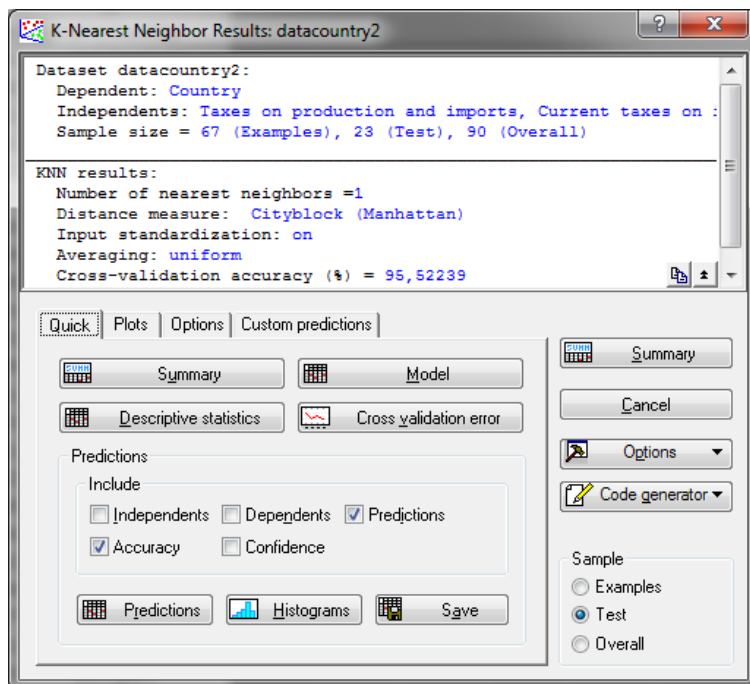 K-Nearest Neighbor Results: datacountry2
Dataset datacountry2:
Dependent: Country
Independents: Taxes on production and imports, Current taxes on
Sample size = 67 (Examples), 23 (Test), 90 (Overall)
KNN results:
Number of nearest neighbors =1
Distance measure: Cityblock (Manhattan)
Input standardization: on
Averaging: uniform
Cross-validation accuracy (%) = 95,52239
Quick Plots Options Custom predictions
Summary Model
Descriptive statistics Cross validation error
Predictions
Include
Independents Dependents Predictions
Accuracy Confidence
Predictions Histograms Save
Summary
Cancel
Options
Code generator
Sample
Examples
Test
Overall